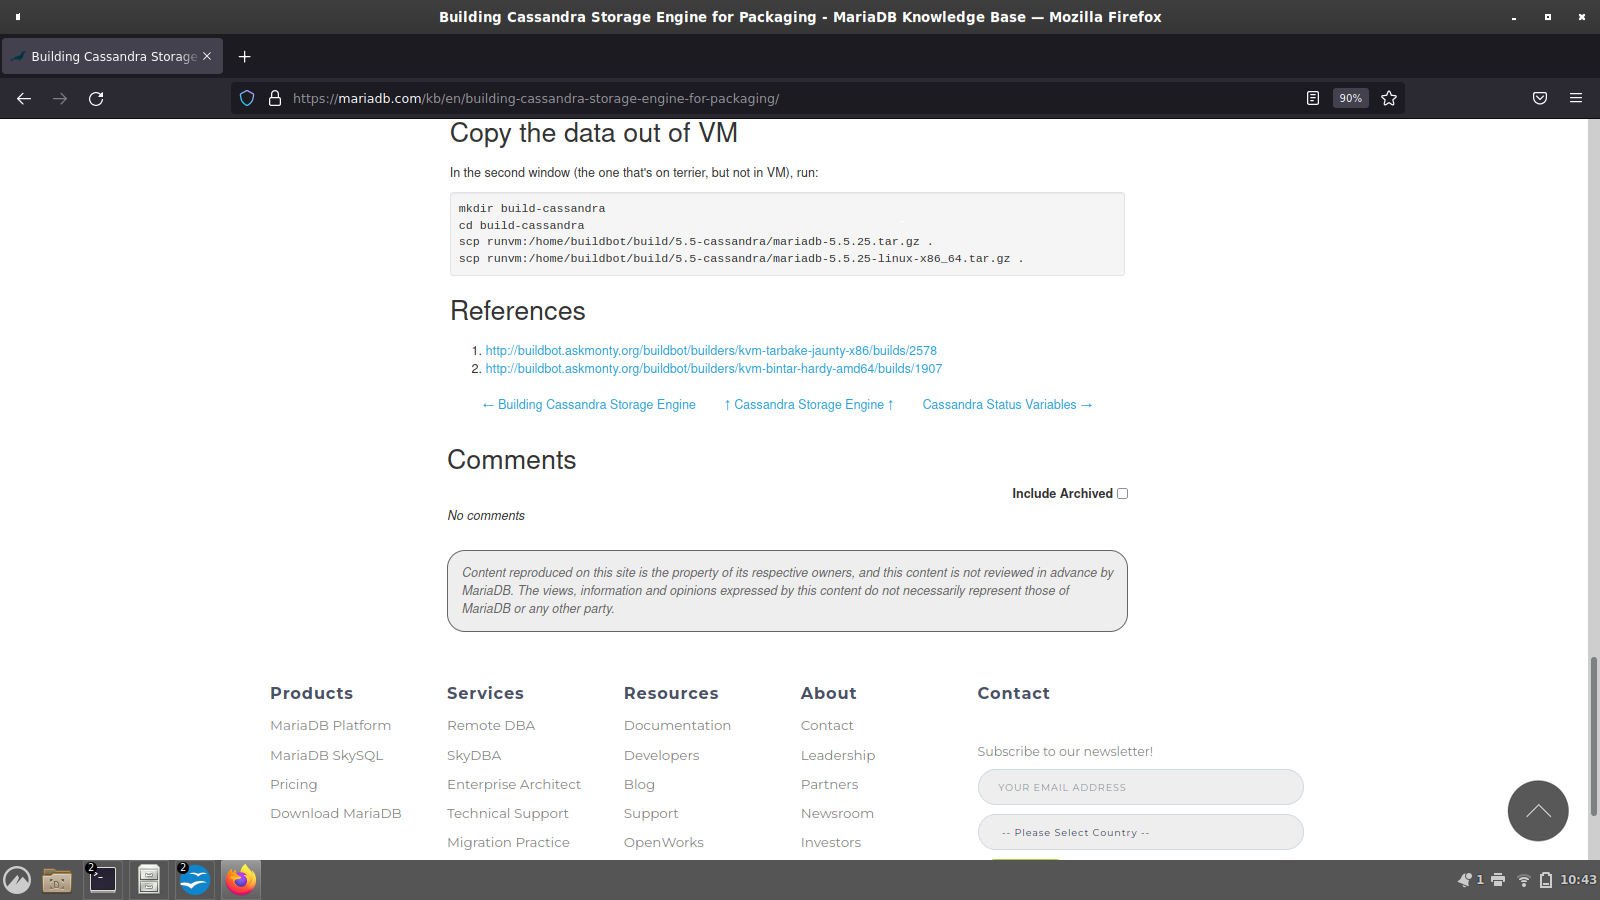 Building Cassandra Storage Engine for Packaging - MariaDB Knowledge Base — Mozilla Firefox
Building Cassandra Storage
https://mariadb.com/kb/en/building-cassandra-storage-engine-for-packaging/
90%
Copy the data out of VM
In the second window (the one that's on terrier, but not in VM), run:
mkdir build-cassandra
cd build-cassandra
scp runvm:/home/buildbot/build/5.5-cassandra/mariadb-5.5.25.tar.gz .
scp runvm:/home/buildbot/build/5.5-cassandra/mariadb-5.5.25-linux-x86_64.tar.gz .
References
1. http://buildbot.askmonty.org/buildbot/builders/kvm-tarbake-jaunty-x86/builds/2578
2. http://buildbot.askmonty.org/buildbot/builders/kvm-bintar-hardy-amd64/builds/1907
← Building Cassandra Storage Engine ↑ Cassandra Storage Engine ↑ Cassandra Status Variables →
Comments
Include Archived
No comments
Content reproduced on this site is the property of its respective owners, and this content is not reviewed in advance by
MariaDB. The views, information and opinions expressed by this content do not necessarily represent those of
MariaDB or any other party.
Products
MariaDB Platform
MariaDB SkySQL
Pricing
Download MariaDB
Services
Remote DBA
SkyDBA
Enterprise Architect
Technical Support
Migration Practice
Resources
Documentation
Developers
Blog
Support
OpenWorks
About
Contact
Leadership
Partners
Newsroom
Investors
Contact
Subscribe to our newsletter!
YOUR EMAIL ADDRESS
-- Please Select Country --
2
2
1
10:43